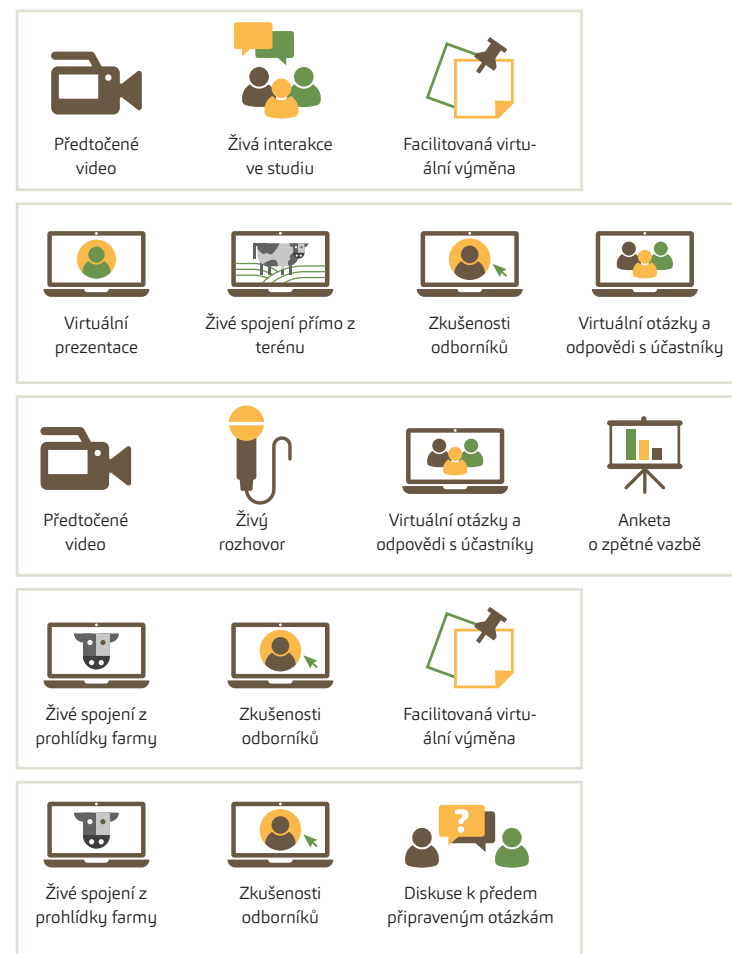 Předtočené
video
Živá interakce
ve studiu
Facilitovaná virtu-
ální výměna
Virtuální
prezentace
Živé spojení přímo z
terénu
Zkušenosti
odborníků
Virtuální otázky a
odpovědi s účastníky
Předtočené
video
Živý
rozhovor
Virtuální otázky a
odpovědi s účastníky
Anketa
o zpětné vazbě
Živé spojení z
prohlídky farmy
Zkušenosti
odborníků
Facilitovaná virtu-
ální výměna
?
Živé spojení z
prohlídky farmy
Zkušenosti
odborníků
Diskuse k předem
připraveným otázkám